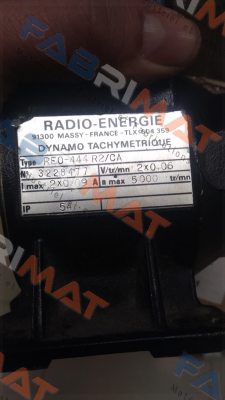 RADIO-ENERGIE
91300 MASSY - FRANCE - TLX 604 359
DYNAMO TACHYMETRIQUE
Type REO-444 R2/CA
N° 3228477 V/tr/mn 2x0.06
I max 2x0.09 A n max 5000 tr/mn
IP 54
FABRIMAT
FABRIMAT